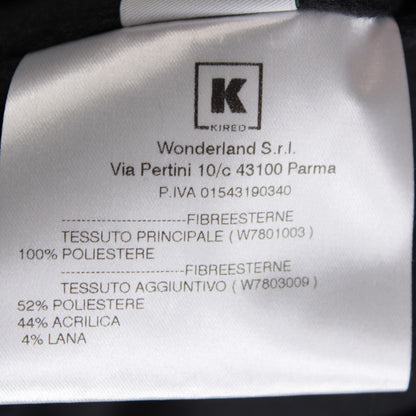 K
KIRED
Wonderland S.r.l.
Via Pertini 10/c 43100 Parma
P.IVA 01543190340
-------------------------FIBREESTERNE
TESSUTO PRINCIPALE ( W7801003 )
100% POLIESTERE
-------------------------FIBREESTERNE
TESSUTO AGGIUNTIVO ( W7803009 )
52% POLIESTERE
44% ACRILICA
4% LANA